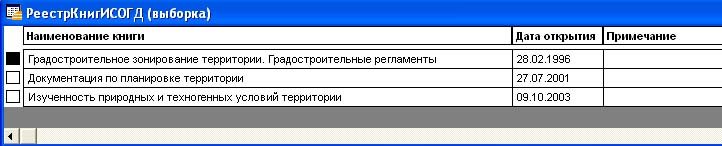 РеестрКнигИСОГД (выборка)
Наименование книги Дата открытия Примечание
Градостроительное зонирование территории. Градостроительные регламенты 28.02.1996
Документация по планировке территории 27.07.2001
Изученность природных и техногенных условий территории 09.10.2003